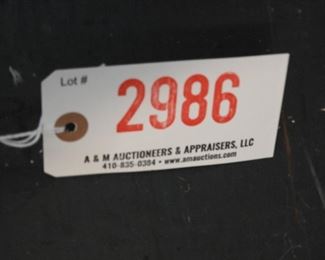 Lot #
2986
A & M AUCTIONEERS & APPRAISERS, LLC
410-835-0384 • www.amauctions.com